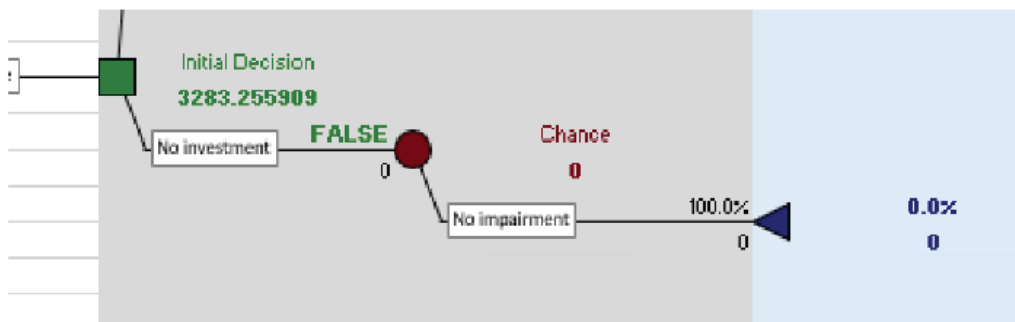 Initial Decision
3283.255909
No investment
FALSE
0
Chance
0
No impairment
100.0%
0
0.0%
0